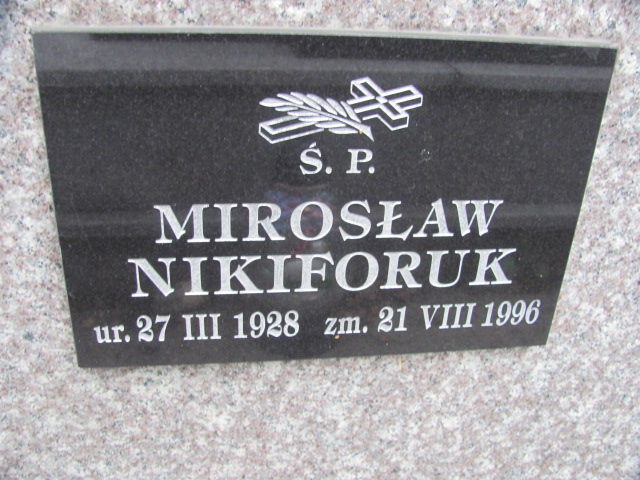 Ś. P.
MIROSŁAW
NIKIFORUK
ur. 27 III 1928 zm. 21 VIII 1996